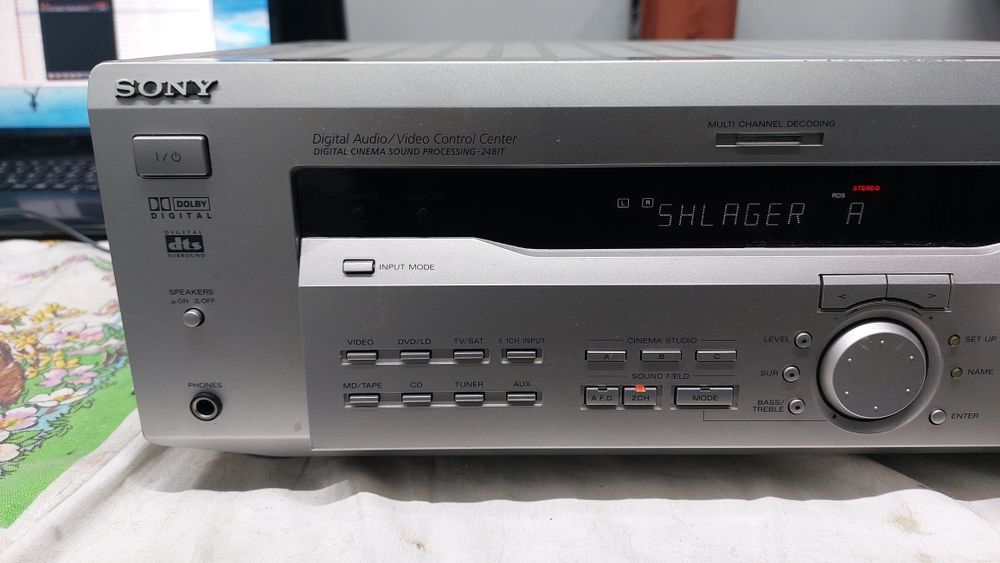 SONY
MULTI CHANNEL DECODING
Digital Audio/Video Control Center
DIGITAL CINEMA SOUND PROCESSING-24BIT
I/⏻
DOLBY
DIGITAL
DIGITAL
dts
SURROUND
DIMMER DISPLAY
STEREO
RDS
L R SHLAGER A
INPUT MODE
< >
SPEAKERS
ON OFF
VIDEO DVD/LD TV/SAT 5.1CH INPUT
MD/TAPE CD TUNER AUX
CINEMA STUDIO
A B C
SOUND FIELD
A.F.D 2CH MODE
LEVEL
SUR
BASS/
TREBLE
- +
SET UP
NAME
ENTER
PHONES